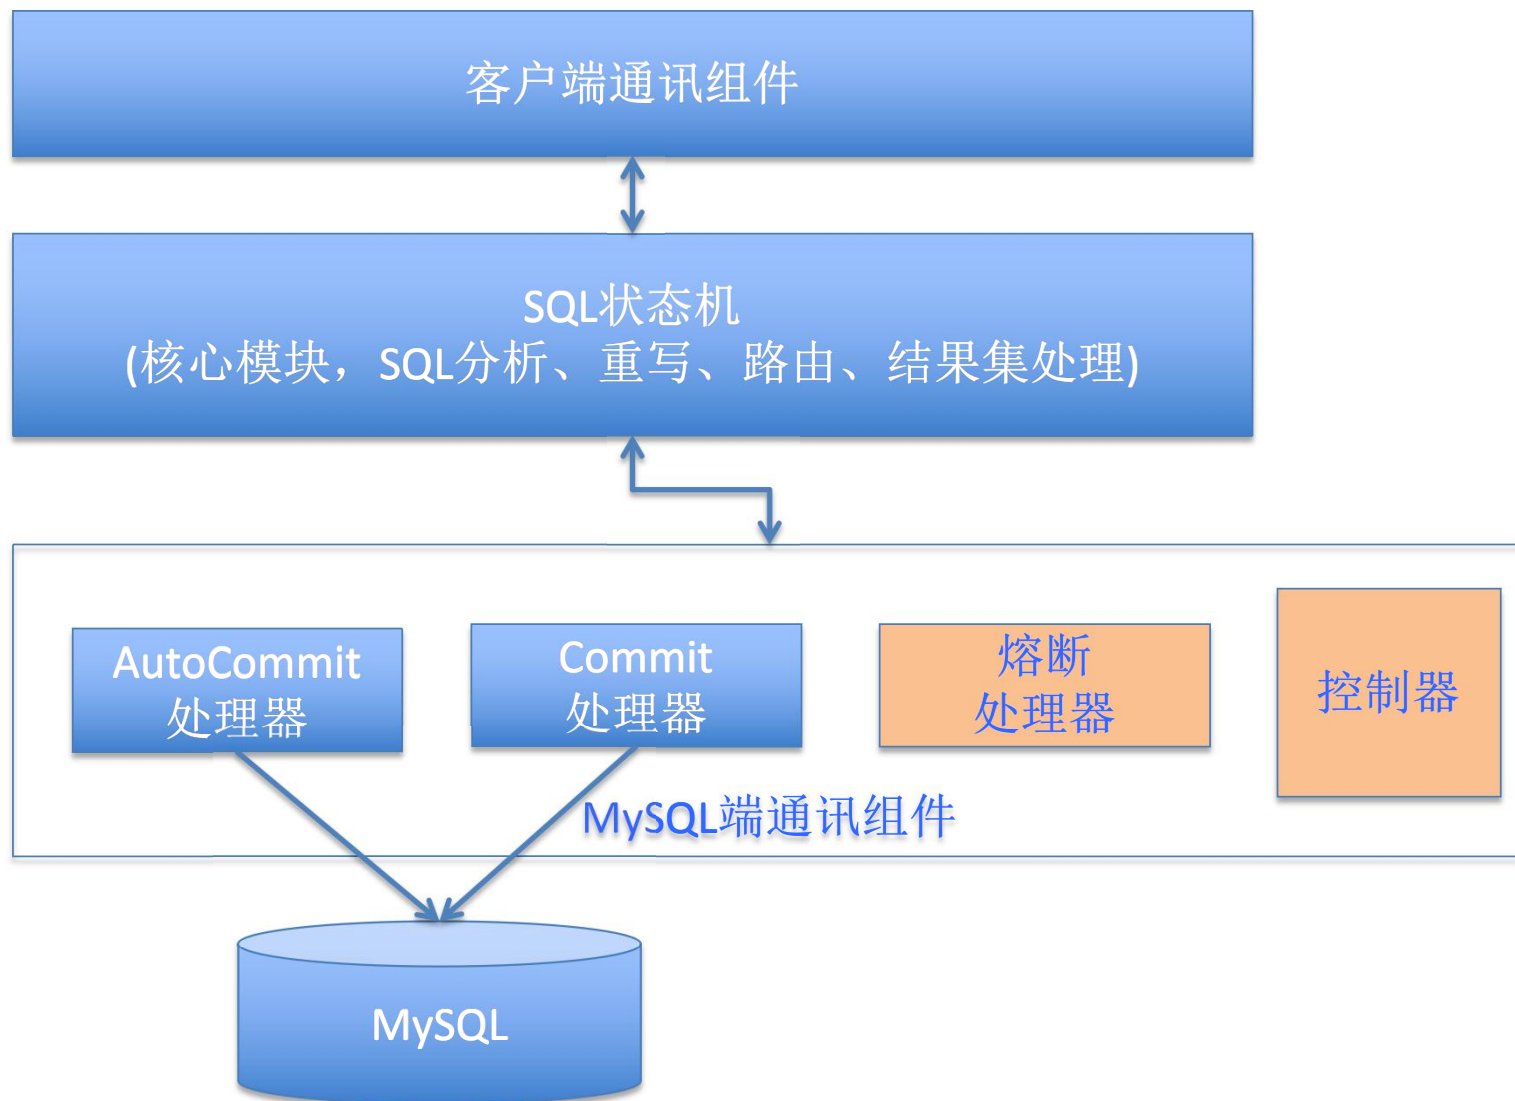 客户端通讯组件
SQL状态机
(核心模块，SQL分析、重写、路由、结果集处理)
AutoCommit
处理器
Commit
处理器
熔断
处理器
控制器
MySQL端通讯组件
MySQL